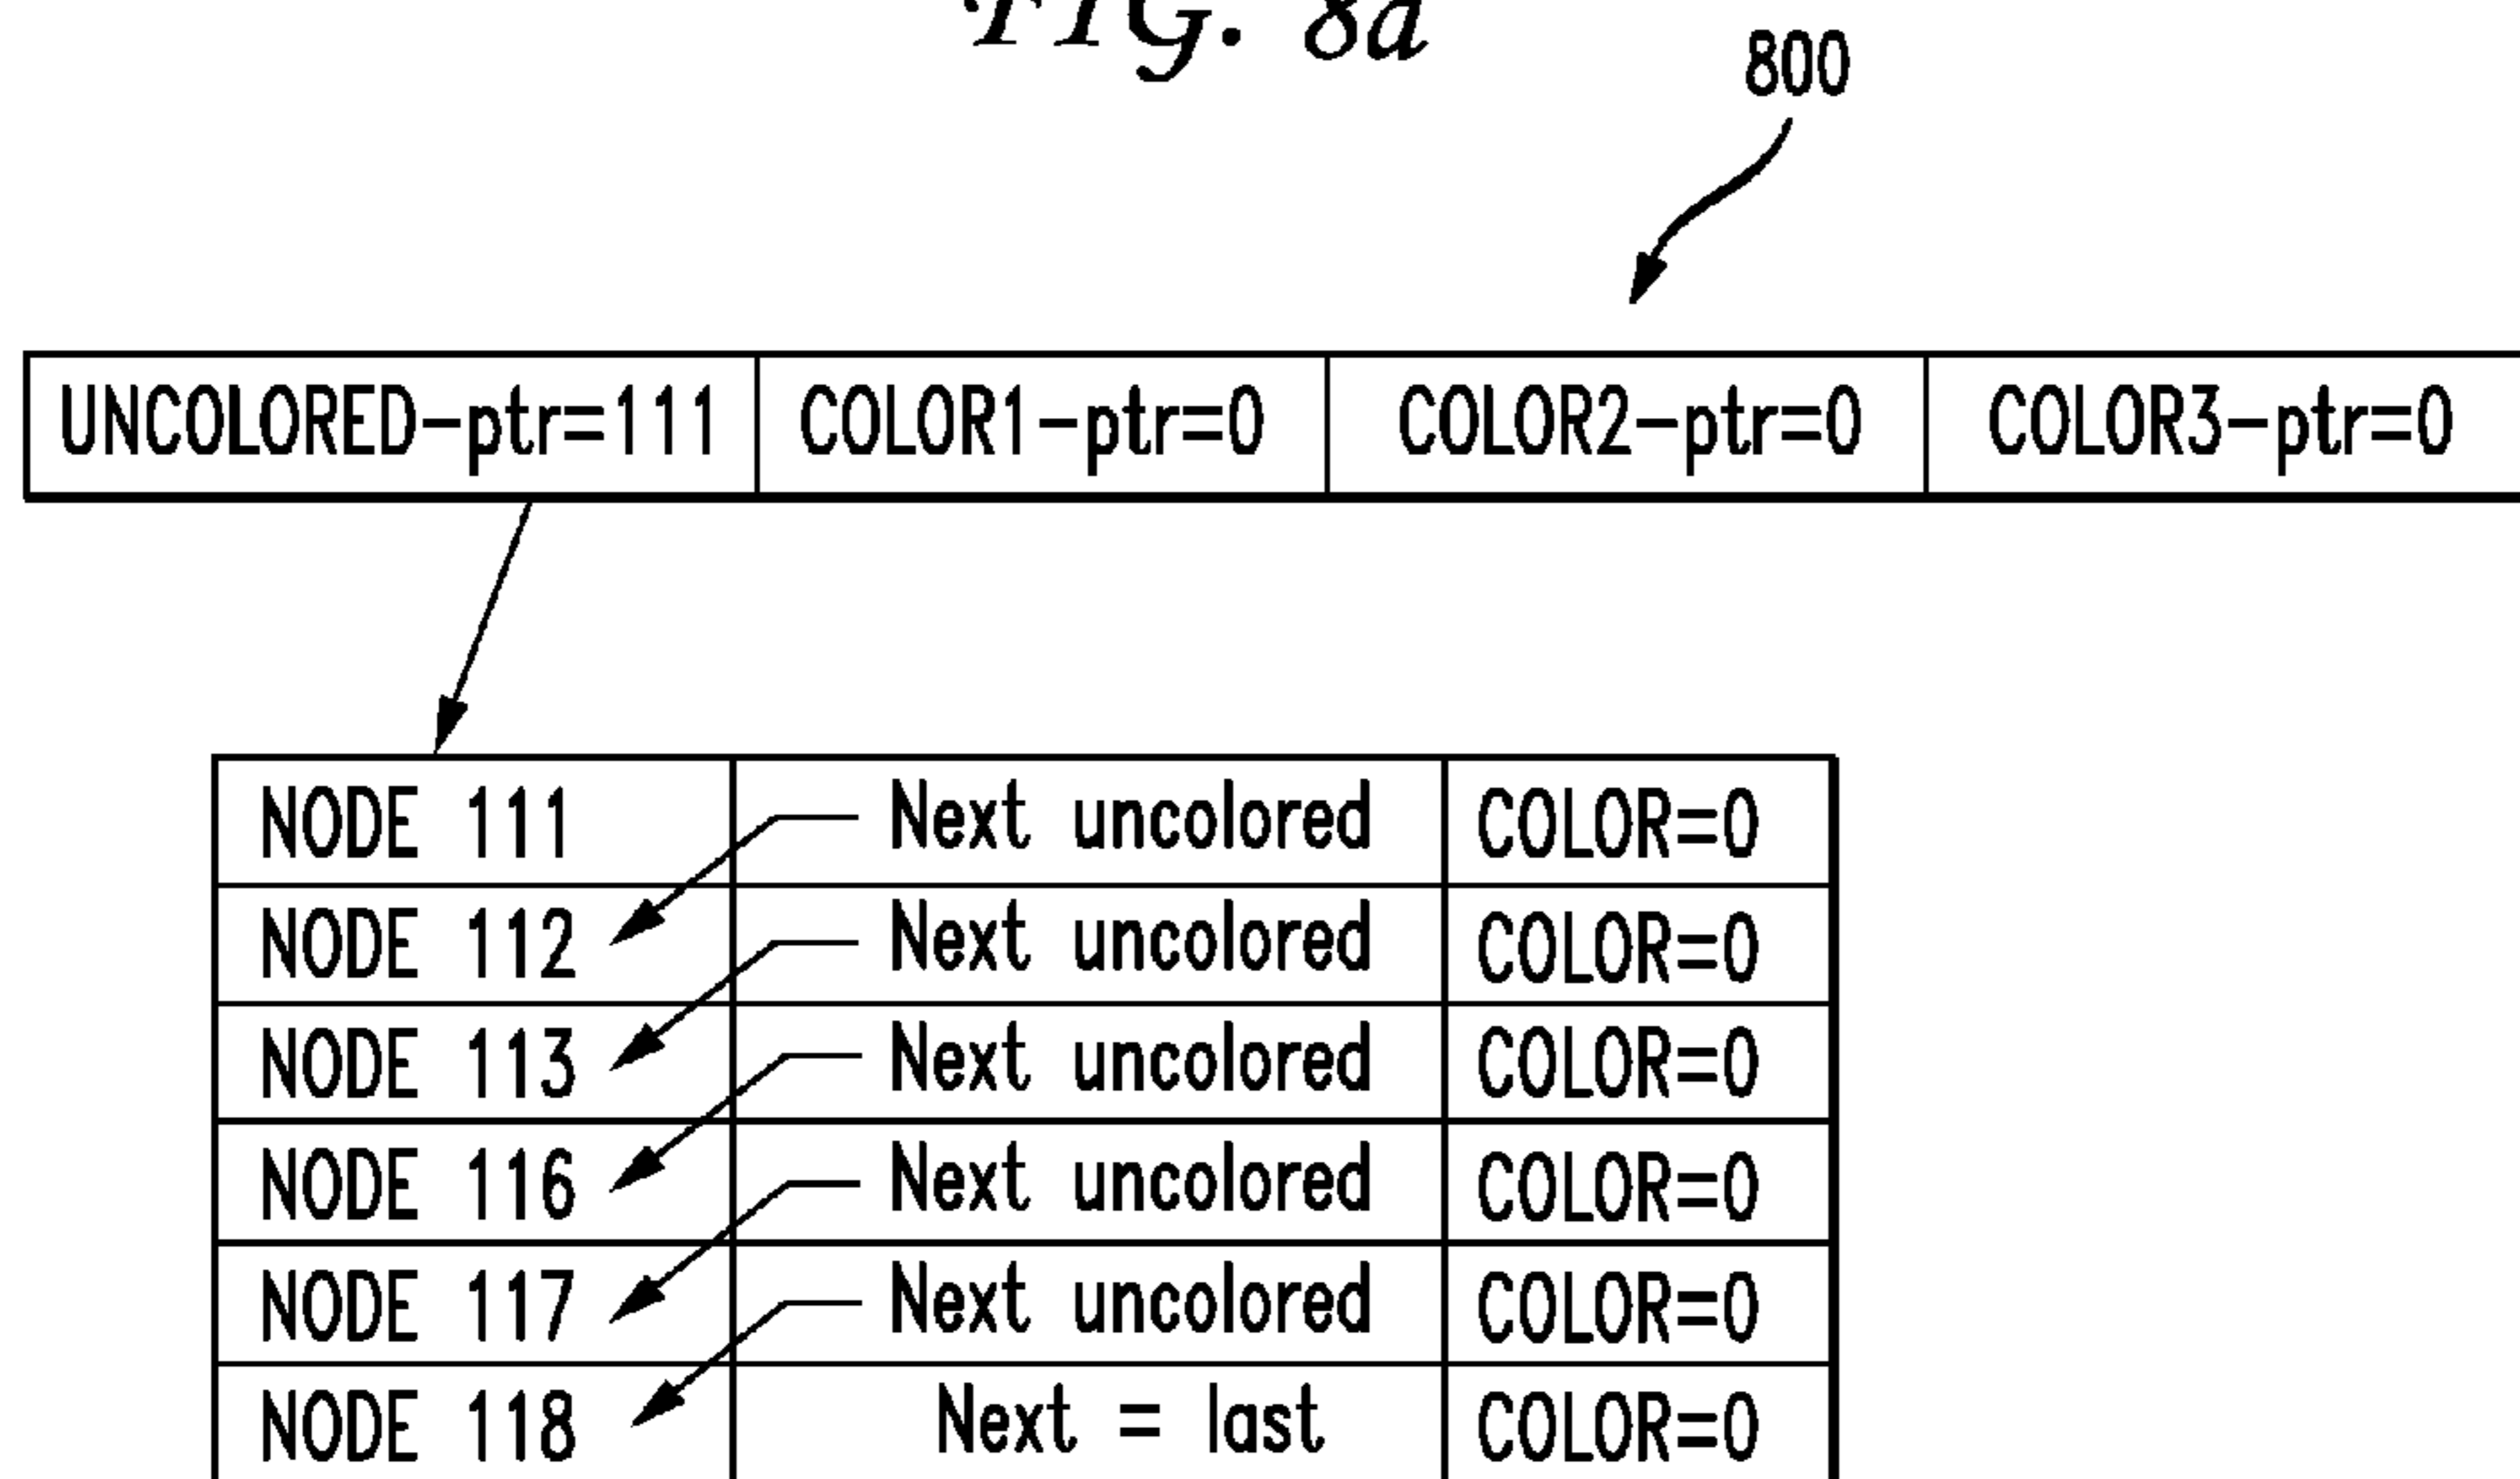 FIG. 8a
800
UNCOLORED-ptr=111 COLOR1-ptr=0 COLOR2-ptr=0 COLOR3-ptr=0
NODE 111 Next uncolored COLOR=0
NODE 112 Next uncolored COLOR=0
NODE 113 Next uncolored COLOR=0
NODE 116 Next uncolored COLOR=0
NODE 117 Next uncolored COLOR=0
NODE 118 Next = last COLOR=0